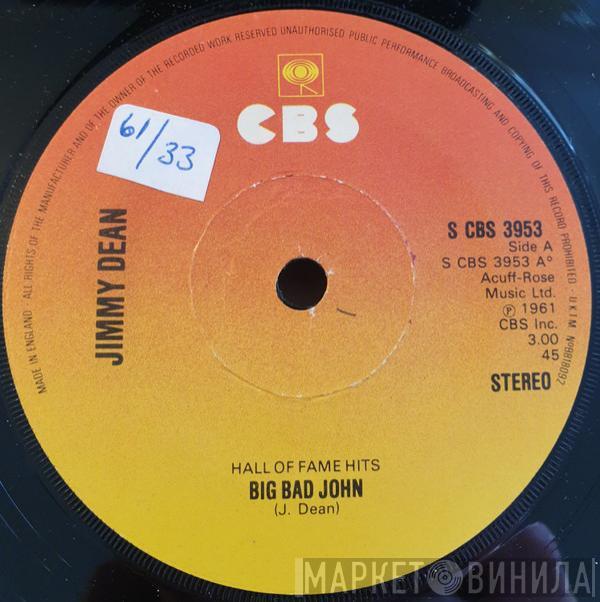 MADE IN ENGLAND · ALL RIGHTS OF THE MANUFACTURER AND OF THE OWNER OF THE RECORDED WORK RESERVED UNAUTHORISED PUBLIC PERFORMANCE BROADCASTING AND COPYING OF THIS RECORD PROHIBITED · U.K.I.M Nº9818092
CBS
61/33
JIMMY DEAN
S CBS 3953
Side A
S CBS 3953 A°
Acuff-Rose
Music Ltd.
℗ 1961
CBS Inc.
3.00
45
STEREO
HALL OF FAME HITS
BIG BAD JOHN
(J. Dean)
МАРКЕТ ВИНИЛА